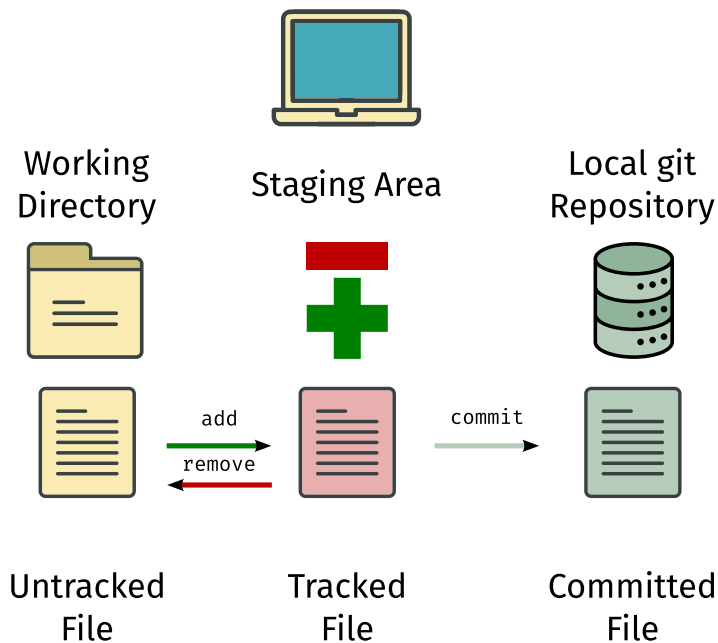 Working
Directory
Staging Area
Local git
Repository
add
remove
commit
Untracked
File
Tracked
File
Committed
File